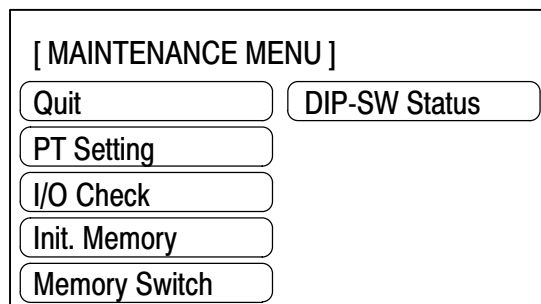 [ MAINTENANCE MENU ]
Quit
DIP-SW Status
PT Setting
I/O Check
Init. Memory
Memory Switch